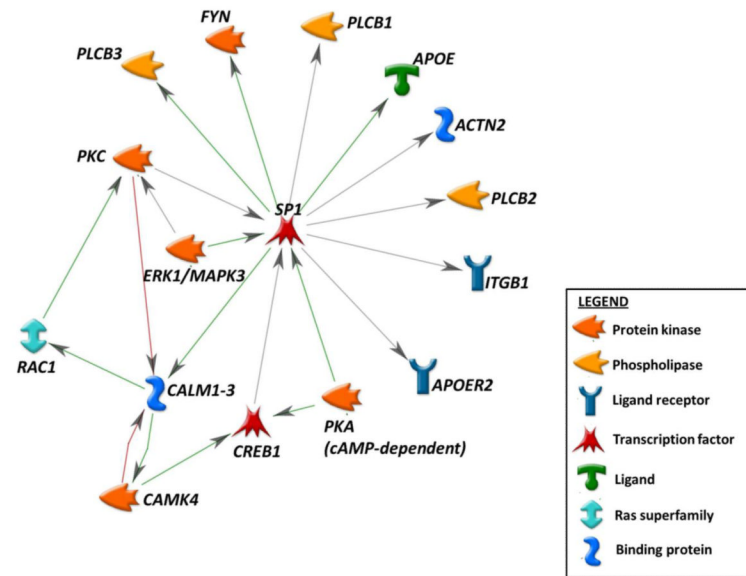 FYN
PLCB1
PLCB3
APOE
ACTN2
PKC
PLCB2
SP1
ERK1/MAPK3
ITGB1
RAC1
CALM1-3
APOER2
CREB1
PKA
(cAMP-dependent)
CAMK4
LEGEND
Protein kinase
Phospholipase
Ligand receptor
Transcription factor
Ligand
Ras superfamily
Binding protein